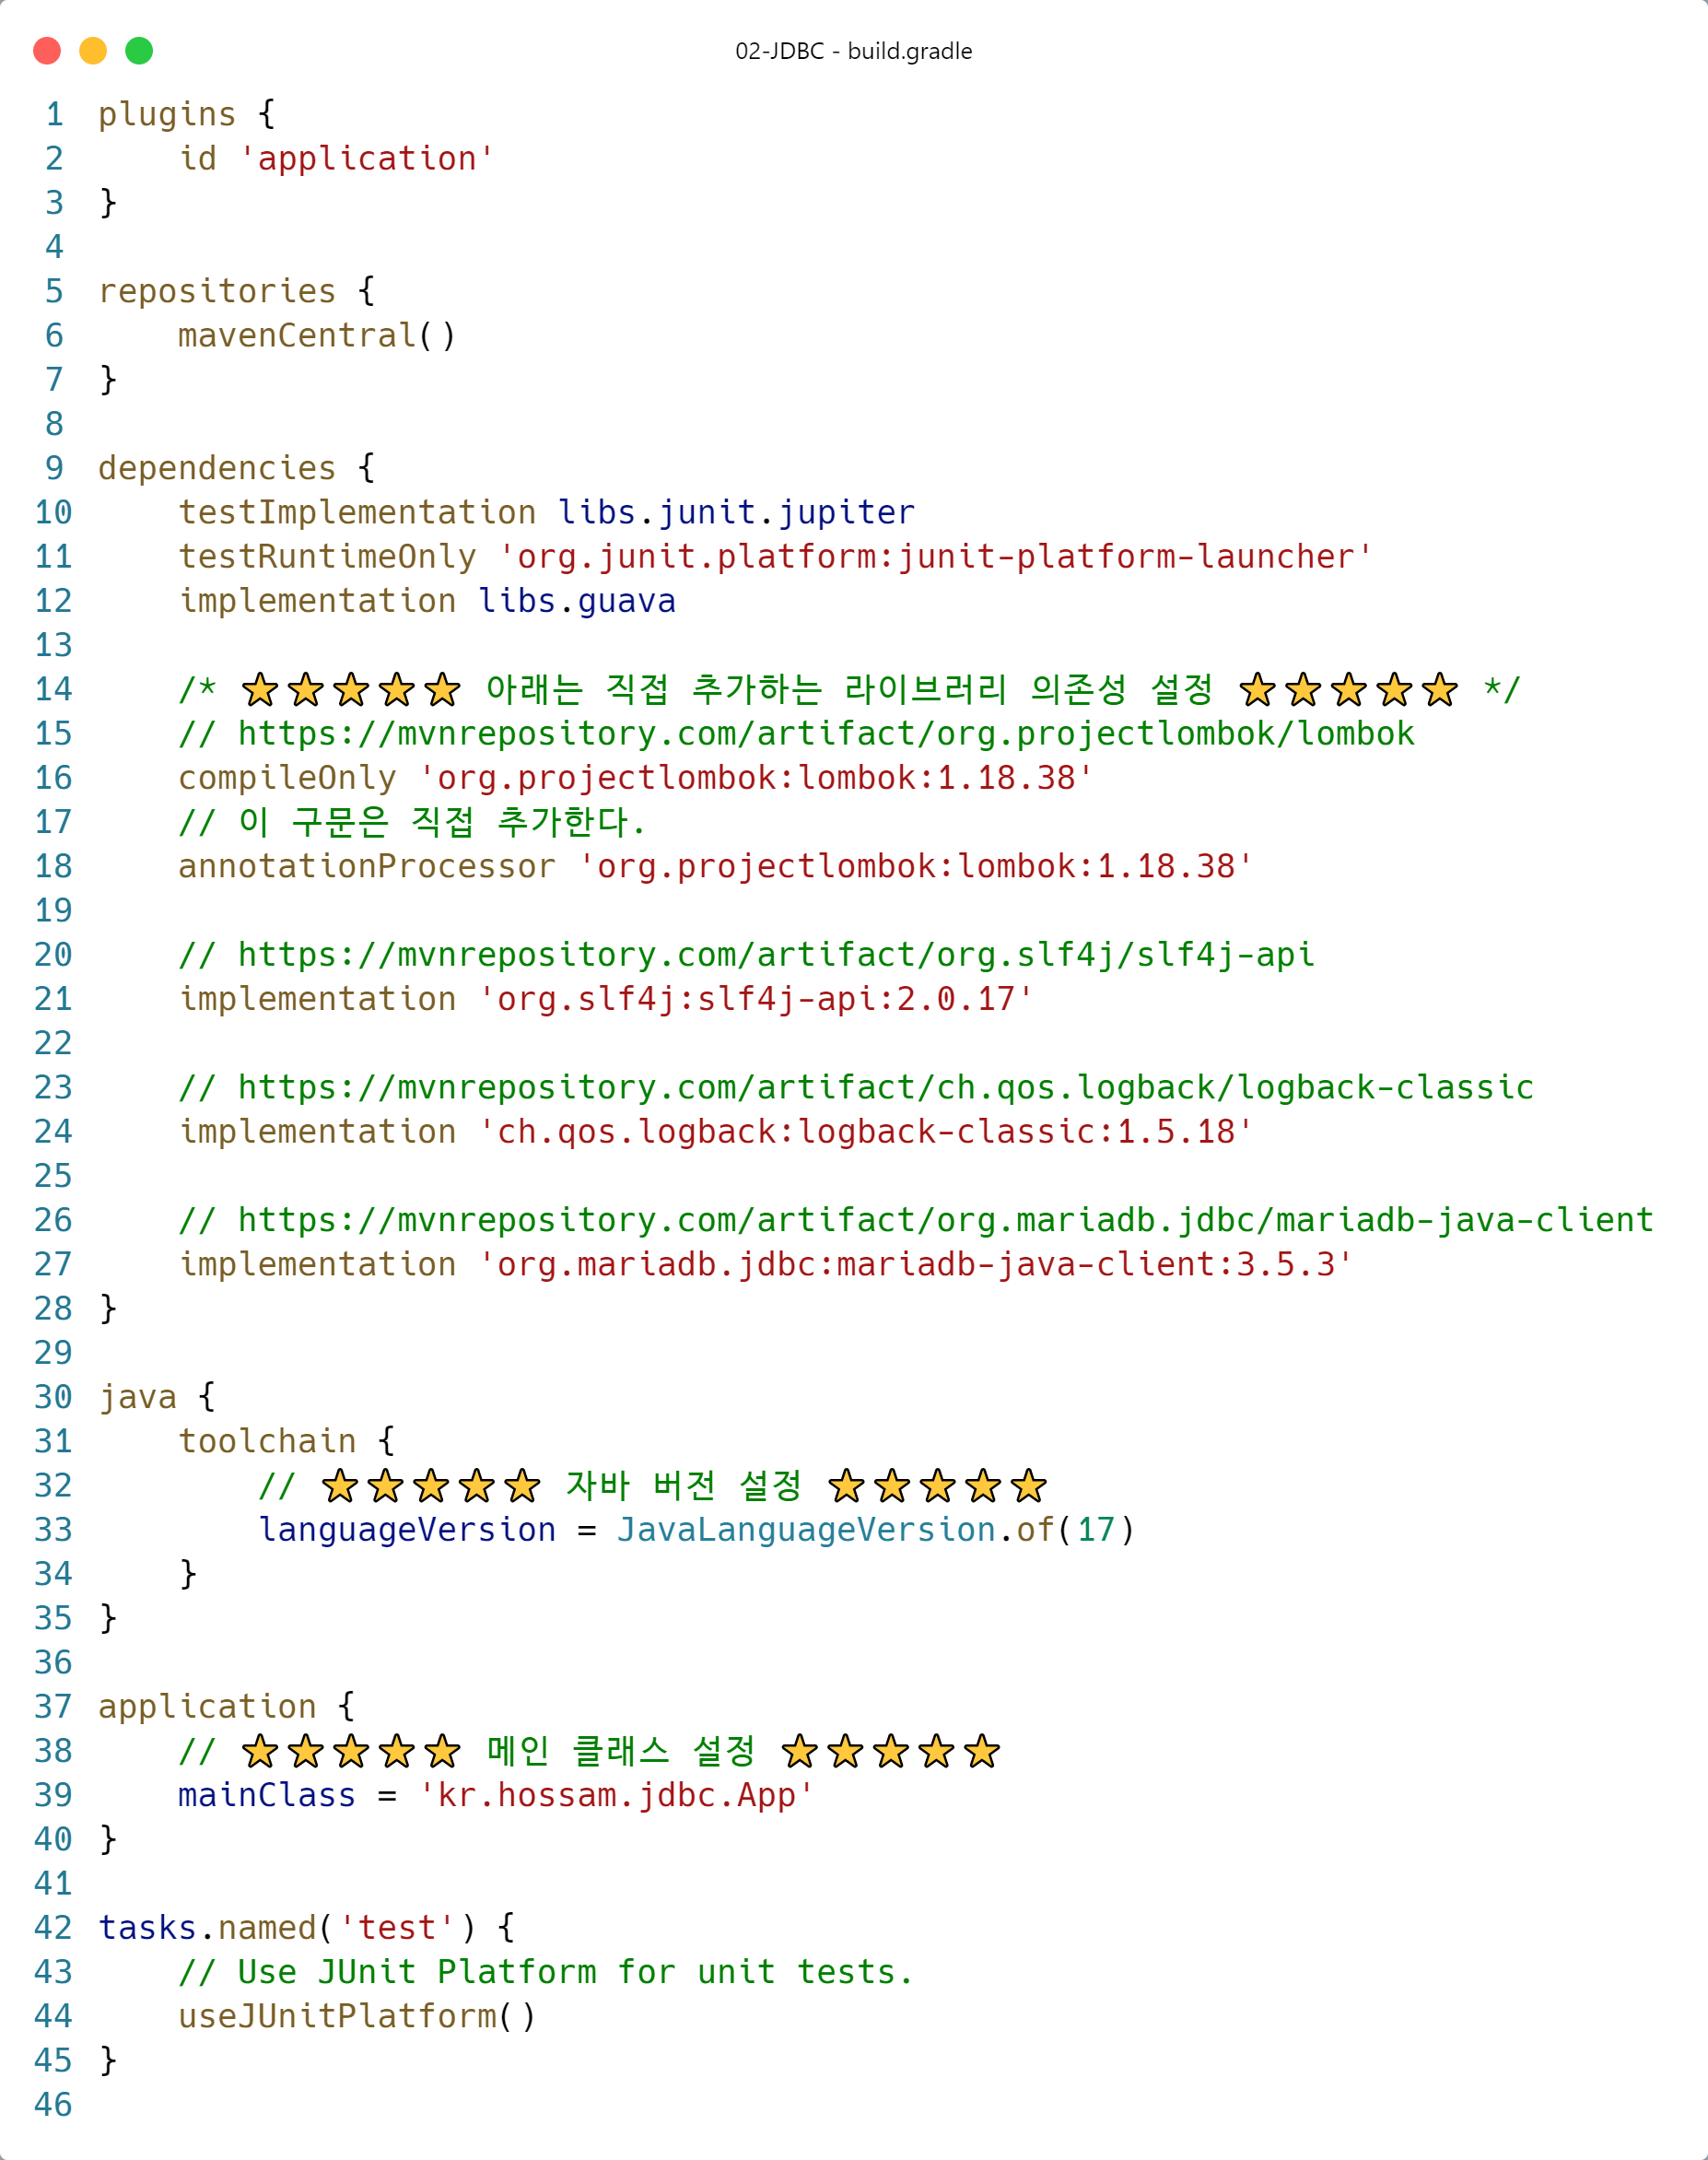 02-JDBC - build.gradle
1 plugins {
2     id 'application'
3 }
4
5 repositories {
6     mavenCentral()
7 }
8
9 dependencies {
10     testImplementation libs.junit.jupiter
11     testRuntimeOnly 'org.junit.platform:junit-platform-launcher'
12     implementation libs.guava
13
14     /* ⭐⭐⭐⭐⭐ 아래는 직접 추가하는 라이브러리 의존성 설정 ⭐⭐⭐⭐⭐ */
15     // https://mvnrepository.com/artifact/org.projectlombok/lombok
16     compileOnly 'org.projectlombok:lombok:1.18.38'
17     // 이 구문은 직접 추가한다.
18     annotationProcessor 'org.projectlombok:lombok:1.18.38'
19
20     // https://mvnrepository.com/artifact/org.slf4j/slf4j-api
21     implementation 'org.slf4j:slf4j-api:2.0.17'
22
23     // https://mvnrepository.com/artifact/ch.qos.logback/logback-classic
24     implementation 'ch.qos.logback:logback-classic:1.5.18'
25
26     // https://mvnrepository.com/artifact/org.mariadb.jdbc/mariadb-java-client
27     implementation 'org.mariadb.jdbc:mariadb-java-client:3.5.3'
28 }
29
30 java {
31     toolchain {
32         // ⭐⭐⭐⭐⭐ 자바 버전 설정 ⭐⭐⭐⭐⭐
33         languageVersion = JavaLanguageVersion.of(17)
34     }
35 }
36
37 application {
38     // ⭐⭐⭐⭐⭐ 메인 클래스 설정 ⭐⭐⭐⭐⭐
39     mainClass = 'kr.hossam.jdbc.App'
40 }
41
42 tasks.named('test') {
43     // Use JUnit Platform for unit tests.
44     useJUnitPlatform()
45 }
46